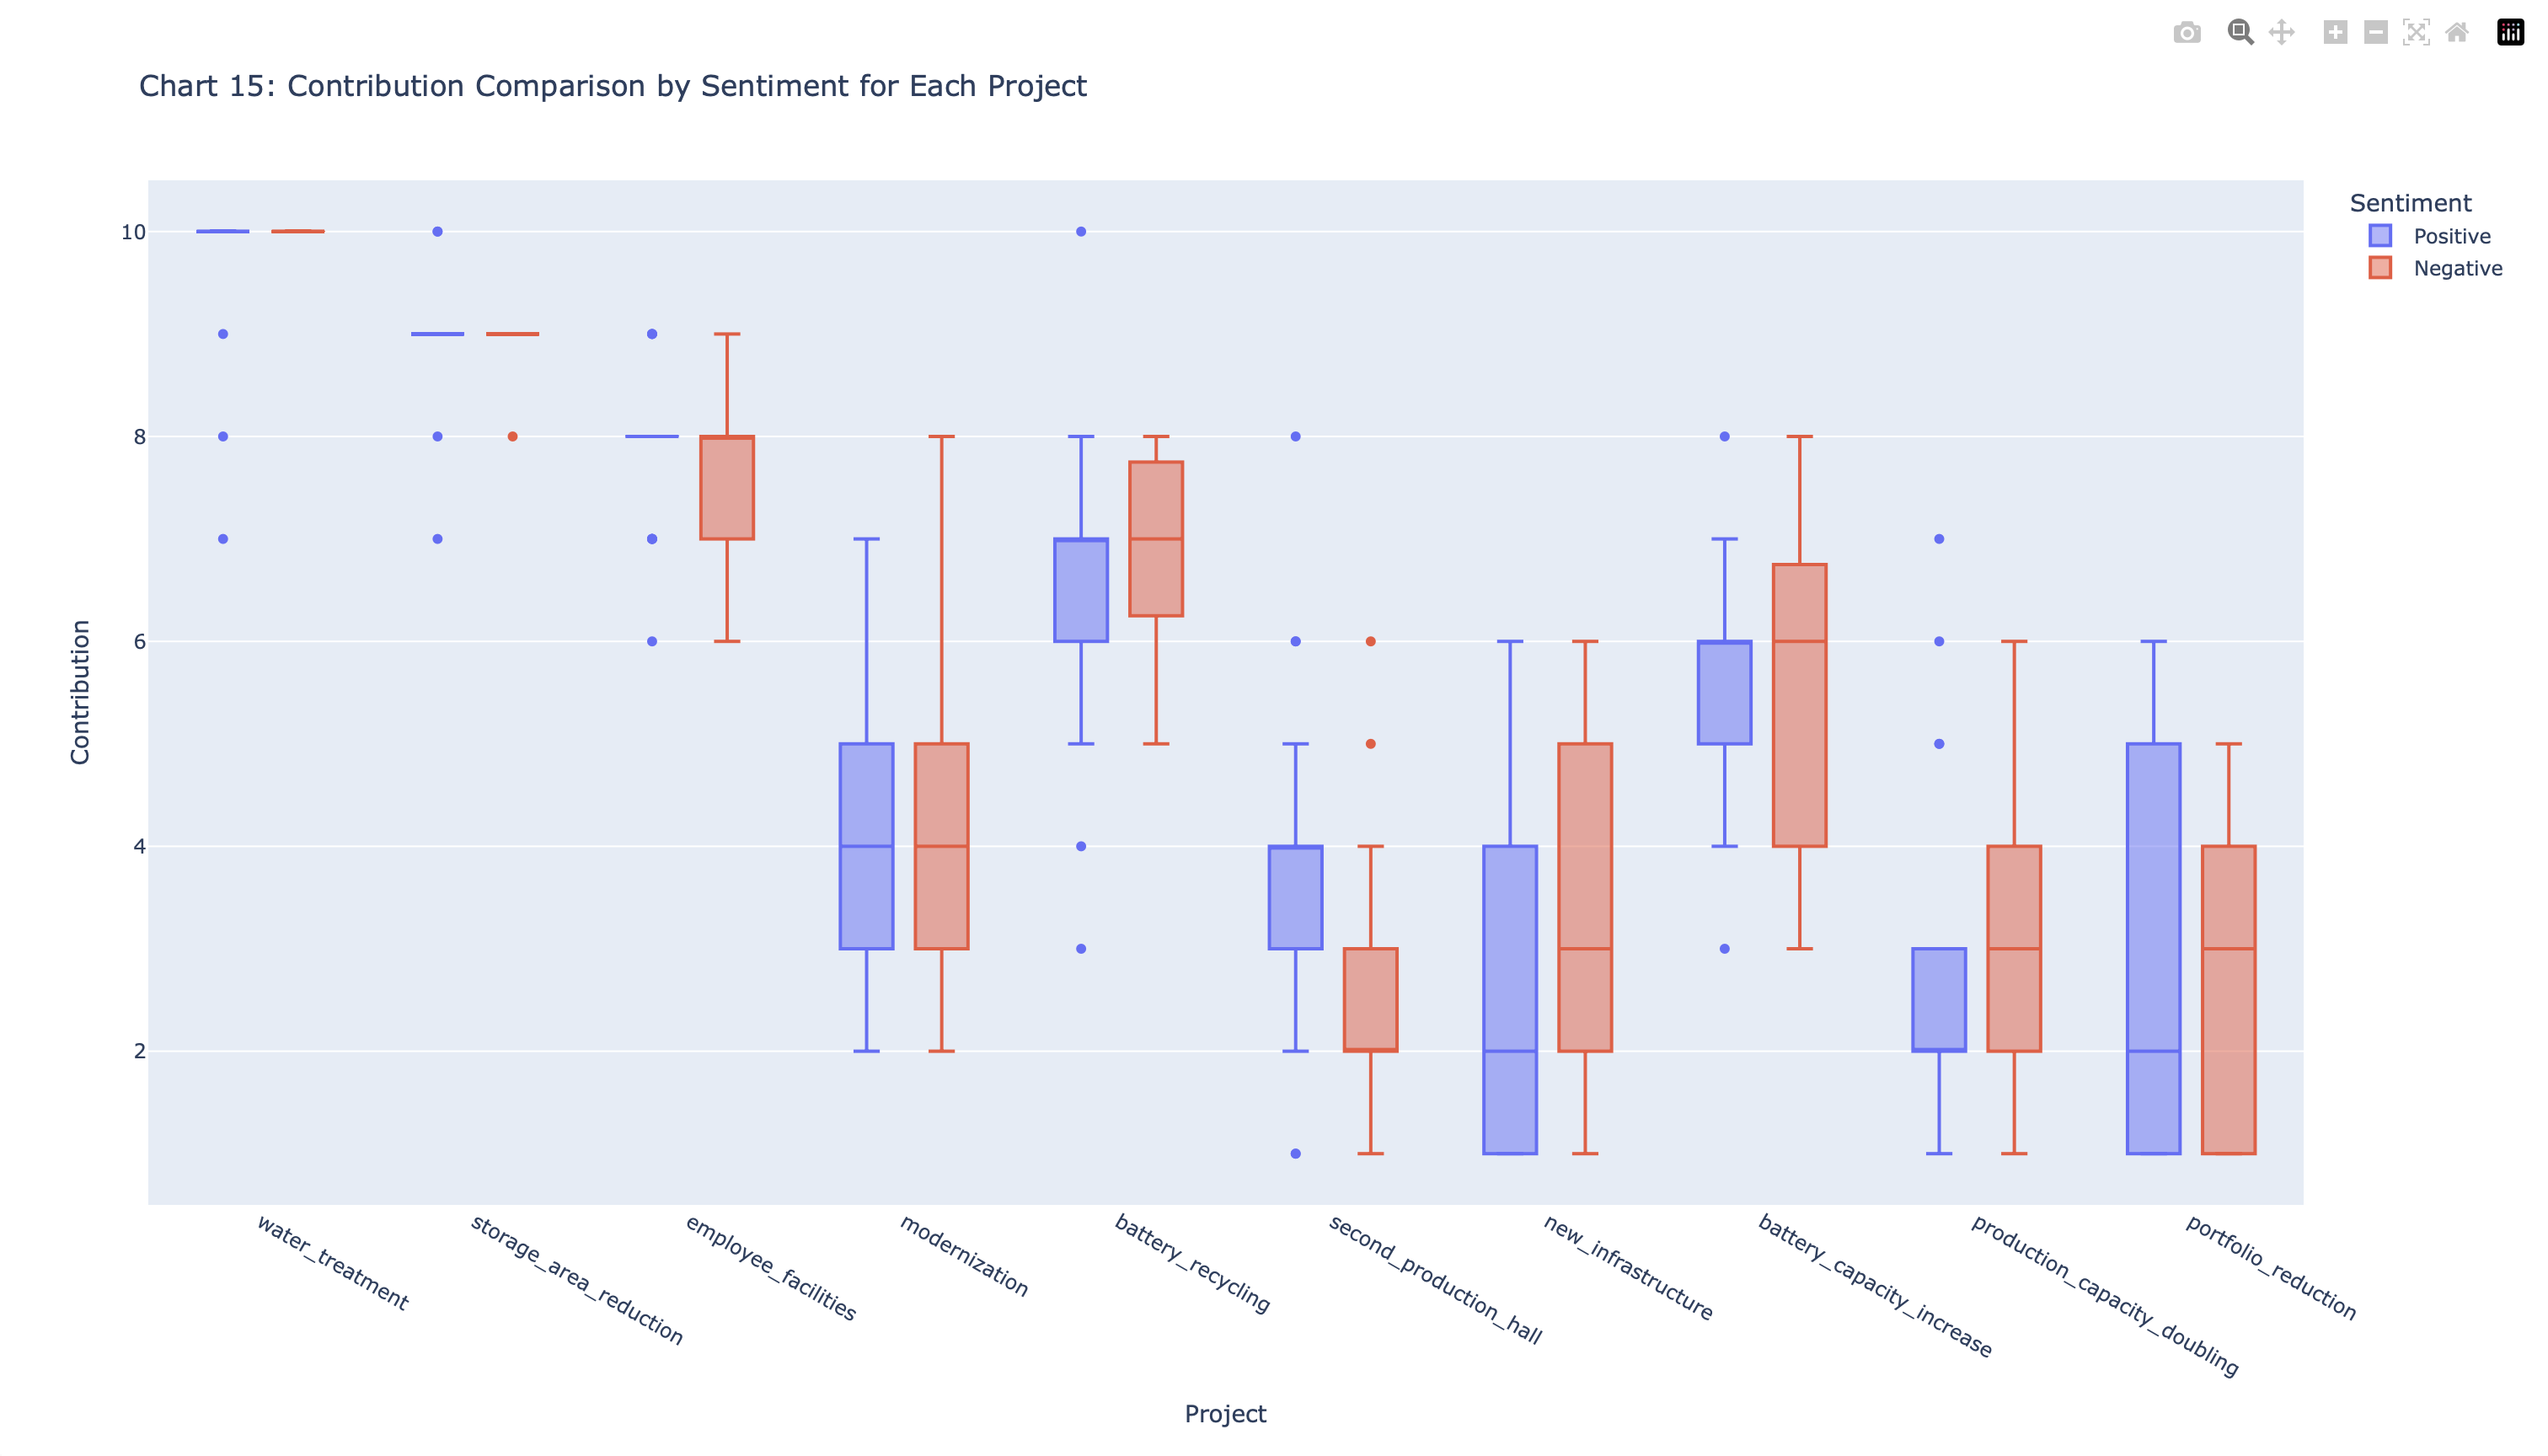 Chart 15: Contribution Comparison by Sentiment for Each Project
Sentiment
Positive
Negative
Contribution
10
8
6
4
2
water_treatment
storage_area_reduction
employee_facilities
modernization
battery_recycling
second_production_hall
new_infrastructure
battery_capacity_increase
production_capacity_doubling
portfolio_reduction
Project